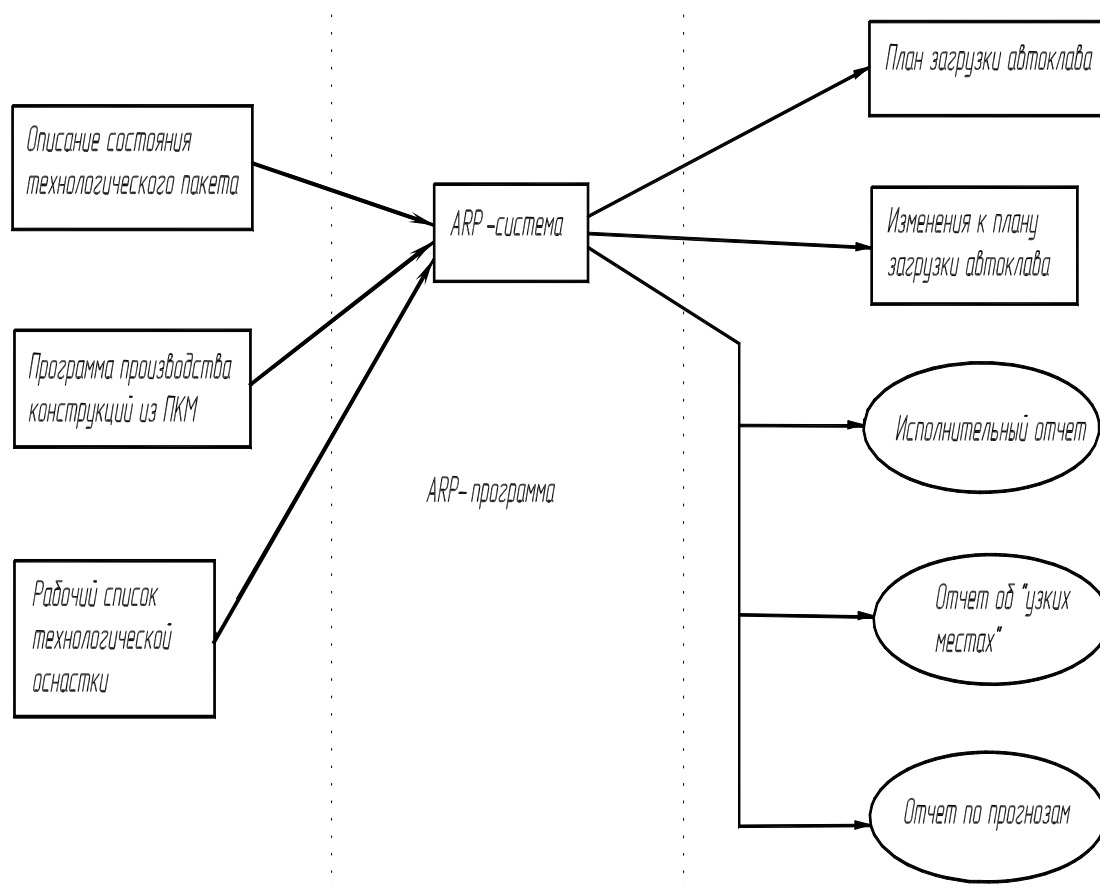 Описание состояния
технологического пакета
Программа производства
конструкций из ПКМ
Рабочий список
технологической
оснастки
ARP-система
ARP-программа
План загрузки автоклава
Изменения к плану
загрузки автоклава
Исполнительный отчет
Отчет об "узких
местах"
Отчет по прогнозам